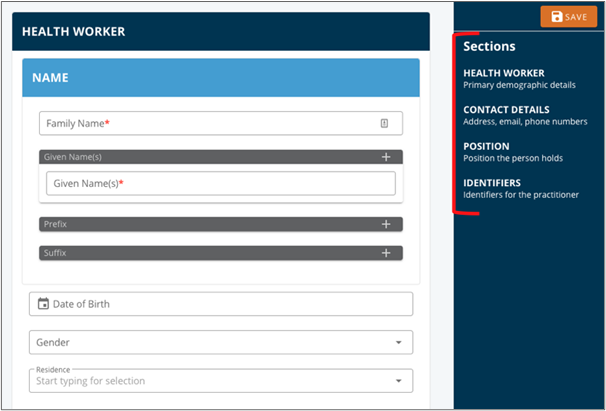 HEALTH WORKER
NAME
Family Name*
Given Name(s)
Given Name(s)*
Prefix
Suffix
Date of Birth
Gender
Residence
Start typing for selection
SAVE
Sections
HEALTH WORKER
Primary demographic details
CONTACT DETAILS
Address, email, phone numbers
POSITION
Position the person holds
IDENTIFIERS
Identifiers for the practitioner